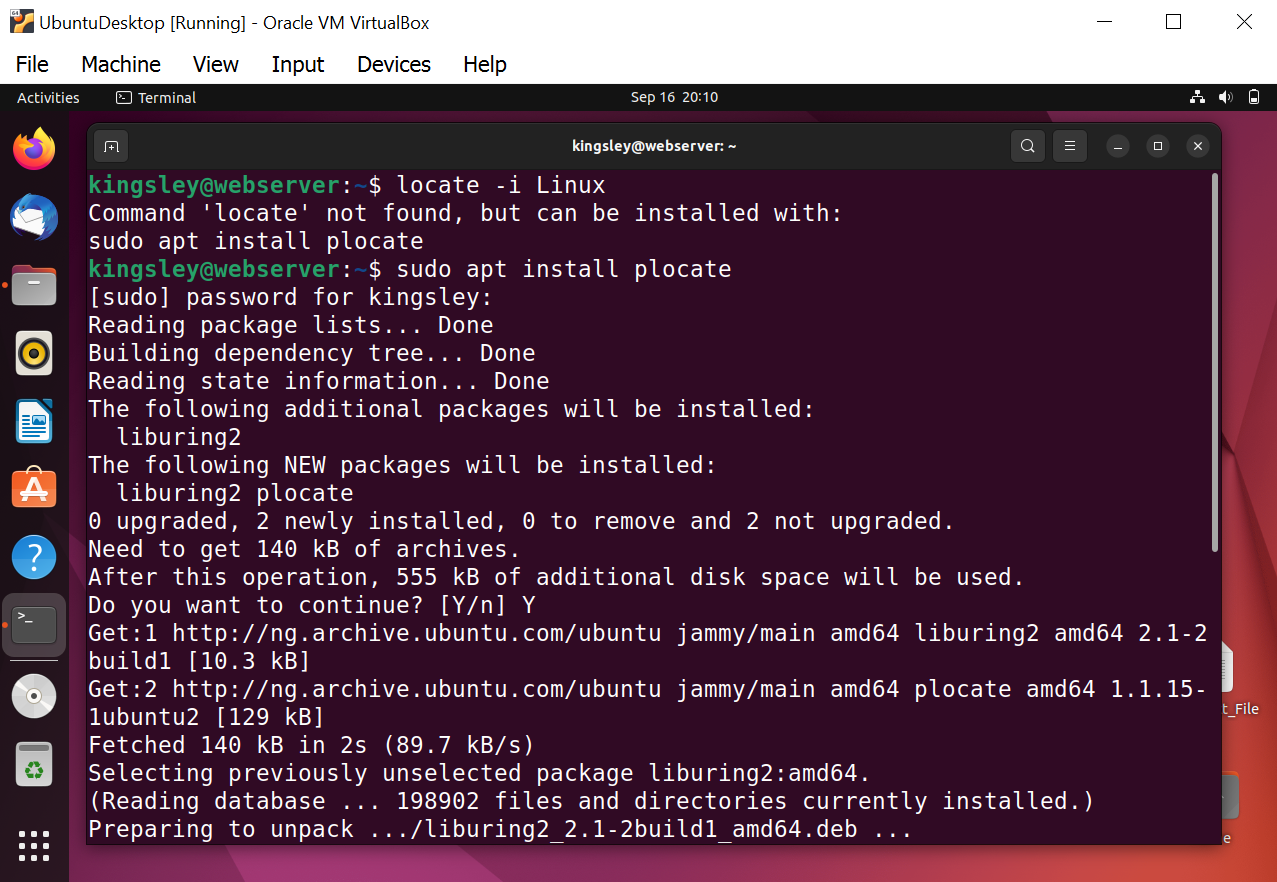 UbuntuDesktop [Running] - Oracle VM VirtualBox
File Machine View Input Devices Help
Activities Terminal Sep 16 20:10
kingsley@webserver: ~
kingsley@webserver:~$ locate -i Linux
Command 'locate' not found, but can be installed with:
sudo apt install plocate
kingsley@webserver:~$ sudo apt install plocate
[sudo] password for kingsley:
Reading package lists... Done
Building dependency tree... Done
Reading state information... Done
The following additional packages will be installed:
  liburing2
The following NEW packages will be installed:
  liburing2 plocate
0 upgraded, 2 newly installed, 0 to remove and 2 not upgraded.
Need to get 140 kB of archives.
After this operation, 555 kB of additional disk space will be used.
Do you want to continue? [Y/n] Y
Get:1 http://ng.archive.ubuntu.com/ubuntu jammy/main amd64 liburing2 amd64 2.1-2
build1 [10.3 kB]
Get:2 http://ng.archive.ubuntu.com/ubuntu jammy/main amd64 plocate amd64 1.1.15-
1ubuntu2 [129 kB]
Fetched 140 kB in 2s (89.7 kB/s)
Selecting previously unselected package liburing2:amd64.
(Reading database ... 198902 files and directories currently installed.)
Preparing to unpack .../liburing2_2.1-2build1_amd64.deb ...
t_File
e